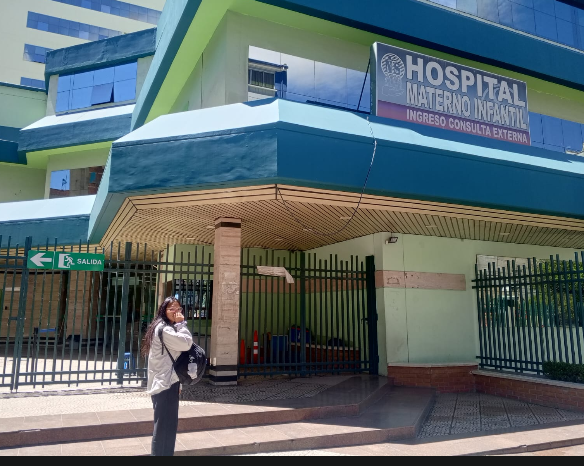 HOSPITAL
MATERNO INFANTIL
INGRESO CONSULTA EXTERNA
SALIDA